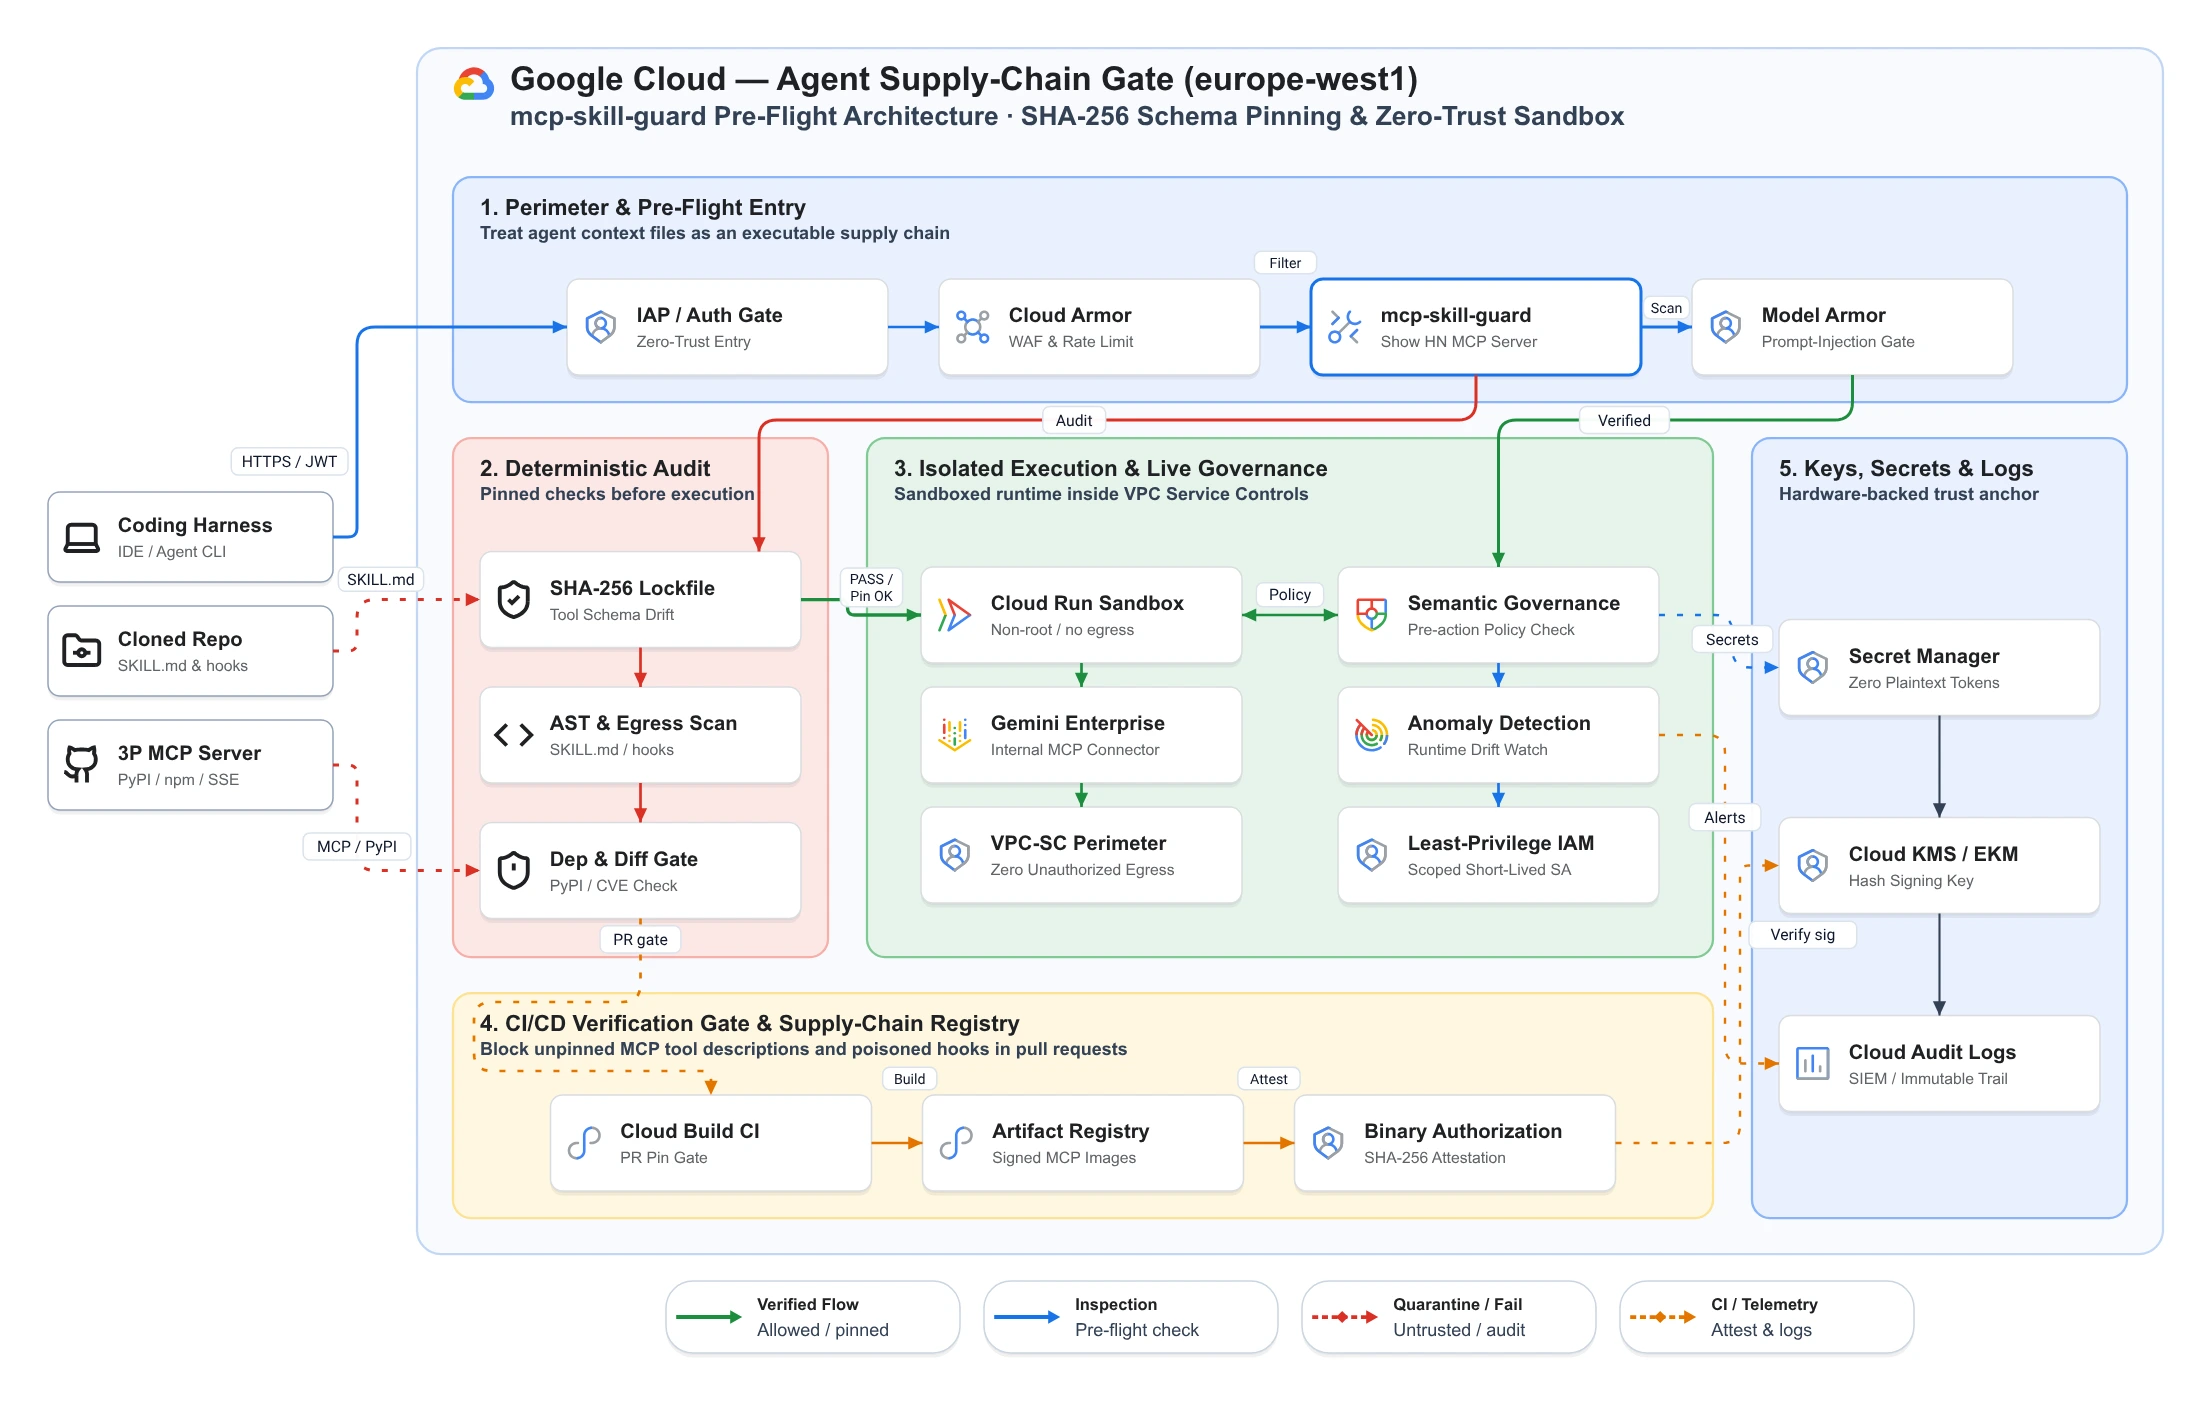 Google Cloud — Agent Supply-Chain Gate (europe-west1)
mcp-skill-guard Pre-Flight Architecture · SHA-256 Schema Pinning & Zero-Trust Sandbox
1. Perimeter & Pre-Flight Entry
Treat agent context files as an executable supply chain
IAP / Auth Gate
Zero-Trust Entry
Cloud Armor
WAF & Rate Limit
Filter
mcp-skill-guard
Show HN MCP Server
Scan
Model Armor
Prompt-Injection Gate
Audit
Verified
HTTPS / JWT
Coding Harness
IDE / Agent CLI
SKILL.md
Cloned Repo
SKILL.md & hooks
3P MCP Server
PyPI / npm / SSE
MCP / PyPI
2. Deterministic Audit
Pinned checks before execution
SHA-256 Lockfile
Tool Schema Drift
AST & Egress Scan
SKILL.md / hooks
Dep & Diff Gate
PyPI / CVE Check
PR gate
PASS /
Pin OK
3. Isolated Execution & Live Governance
Sandboxed runtime inside VPC Service Controls
Cloud Run Sandbox
Non-root / no egress
Policy
Semantic Governance
Pre-action Policy Check
Gemini Enterprise
Internal MCP Connector
Anomaly Detection
Runtime Drift Watch
VPC-SC Perimeter
Zero Unauthorized Egress
Least-Privilege IAM
Scoped Short-Lived SA
Secrets
Alerts
Verify sig
5. Keys, Secrets & Logs
Hardware-backed trust anchor
Secret Manager
Zero Plaintext Tokens
Cloud KMS / EKM
Hash Signing Key
Cloud Audit Logs
SIEM / Immutable Trail
4. CI/CD Verification Gate & Supply-Chain Registry
Block unpinned MCP tool descriptions and poisoned hooks in pull requests
Cloud Build CI
PR Pin Gate
Build
Artifact Registry
Signed MCP Images
Attest
Binary Authorization
SHA-256 Attestation
Verified Flow
Allowed / pinned
Inspection
Pre-flight check
Quarantine / Fail
Untrusted / audit
CI / Telemetry
Attest & logs